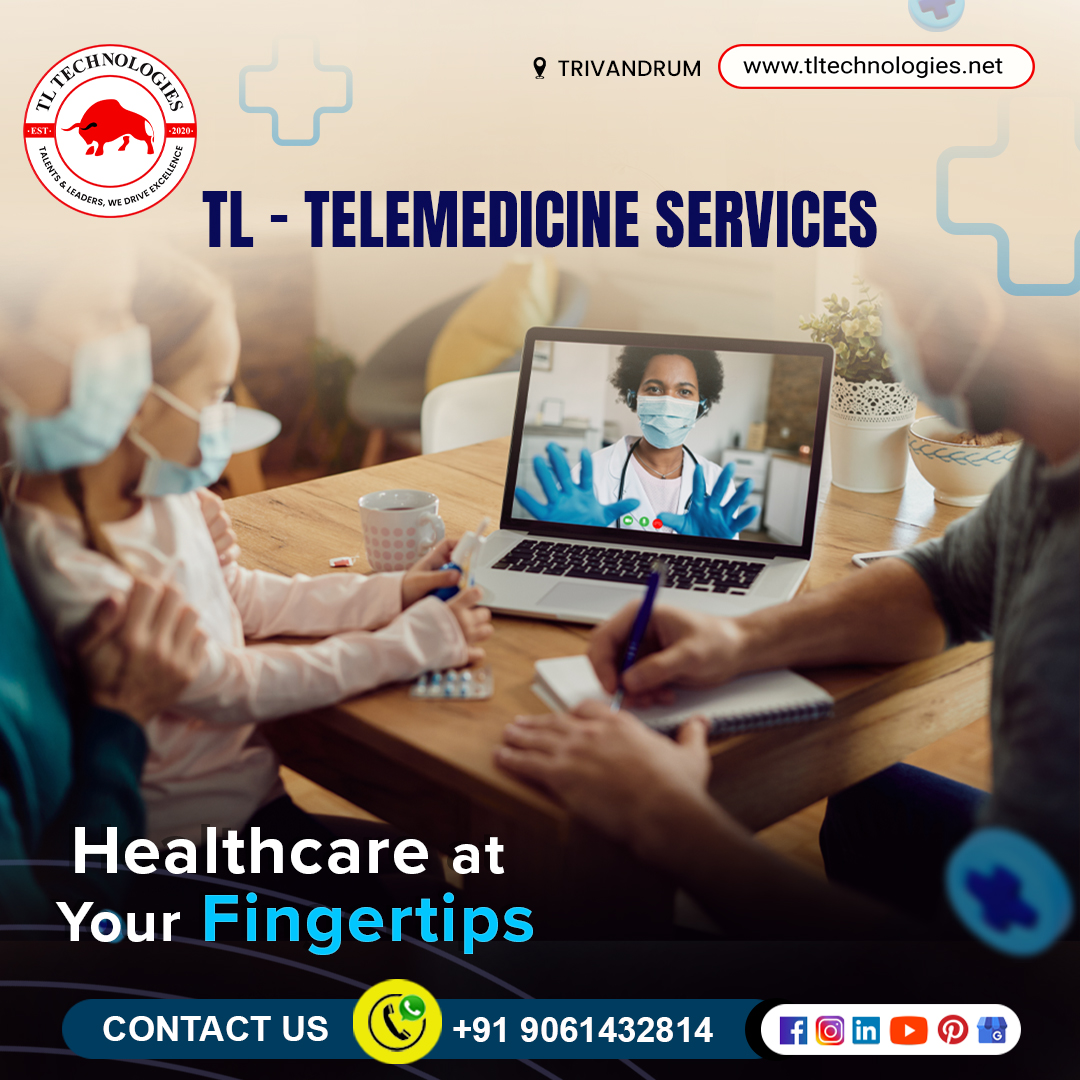 TL TECHNOLOGIES
·EST· ·2020·
TALENTS & LEADERS, WE DRIVE EXCELLENCE
TRIVANDRUM
www.tltechnologies.net
TL - TELEMEDICINE SERVICES
Healthcare at
Your Fingertips
CONTACT US
+91 9061432814